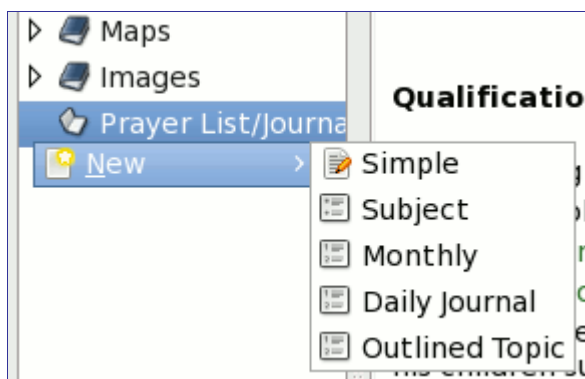 Maps
Images
Prayer List/Journa
New
Simple
Subject
Monthly
Daily Journal
Outlined Topic
Qualificatio